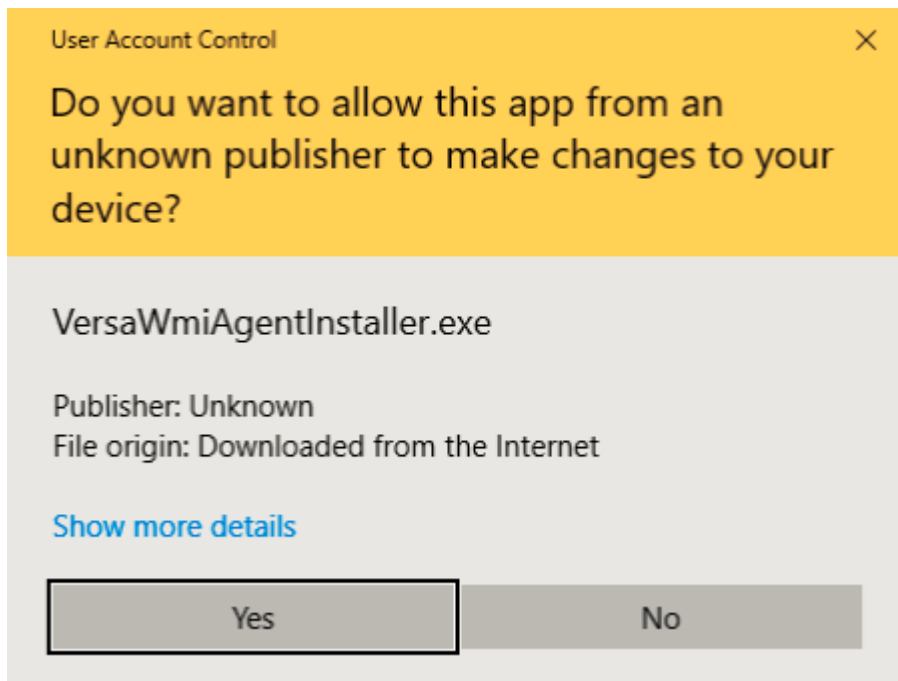 User Account Control
Do you want to allow this app from an
unknown publisher to make changes to your
device?
VersaWmiAgentInstaller.exe
Publisher: Unknown
File origin: Downloaded from the Internet
Show more details
Yes
No